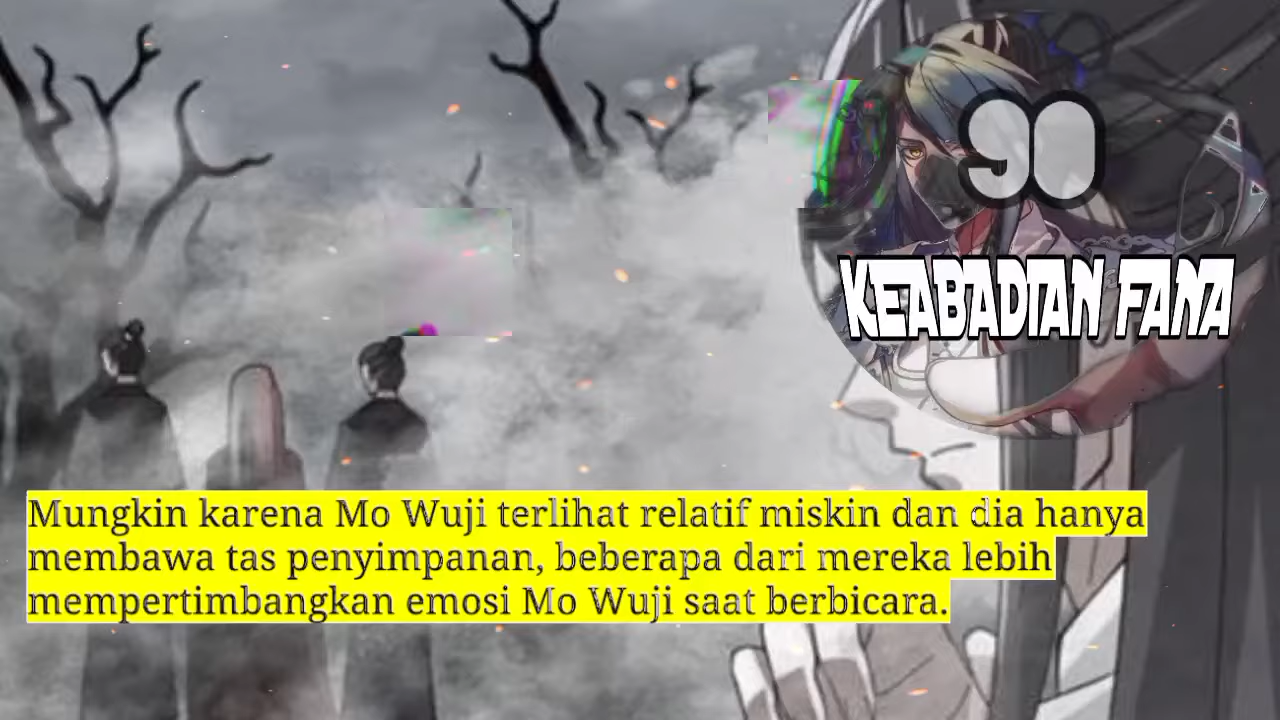 90
KEABADIAN FANA
Mungkin karena Mo Wuji terlihat relatif miskin dan dia hanya
membawa tas penyimpanan, beberapa dari mereka lebih
mempertimbangkan emosi Mo Wuji saat berbicara.